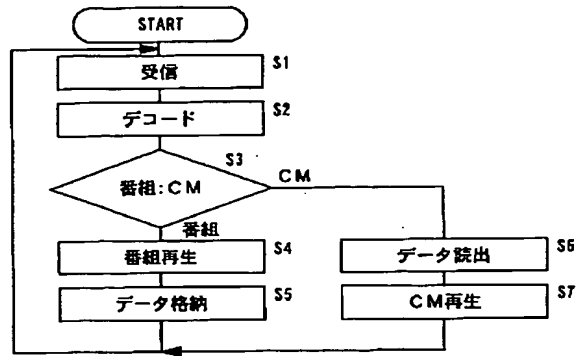 START
受信 S1
デコード S2
S3
番組:CM
CM
番組
番組再生 S4
データ格納 S5
データ読出 S6
CM再生 S7